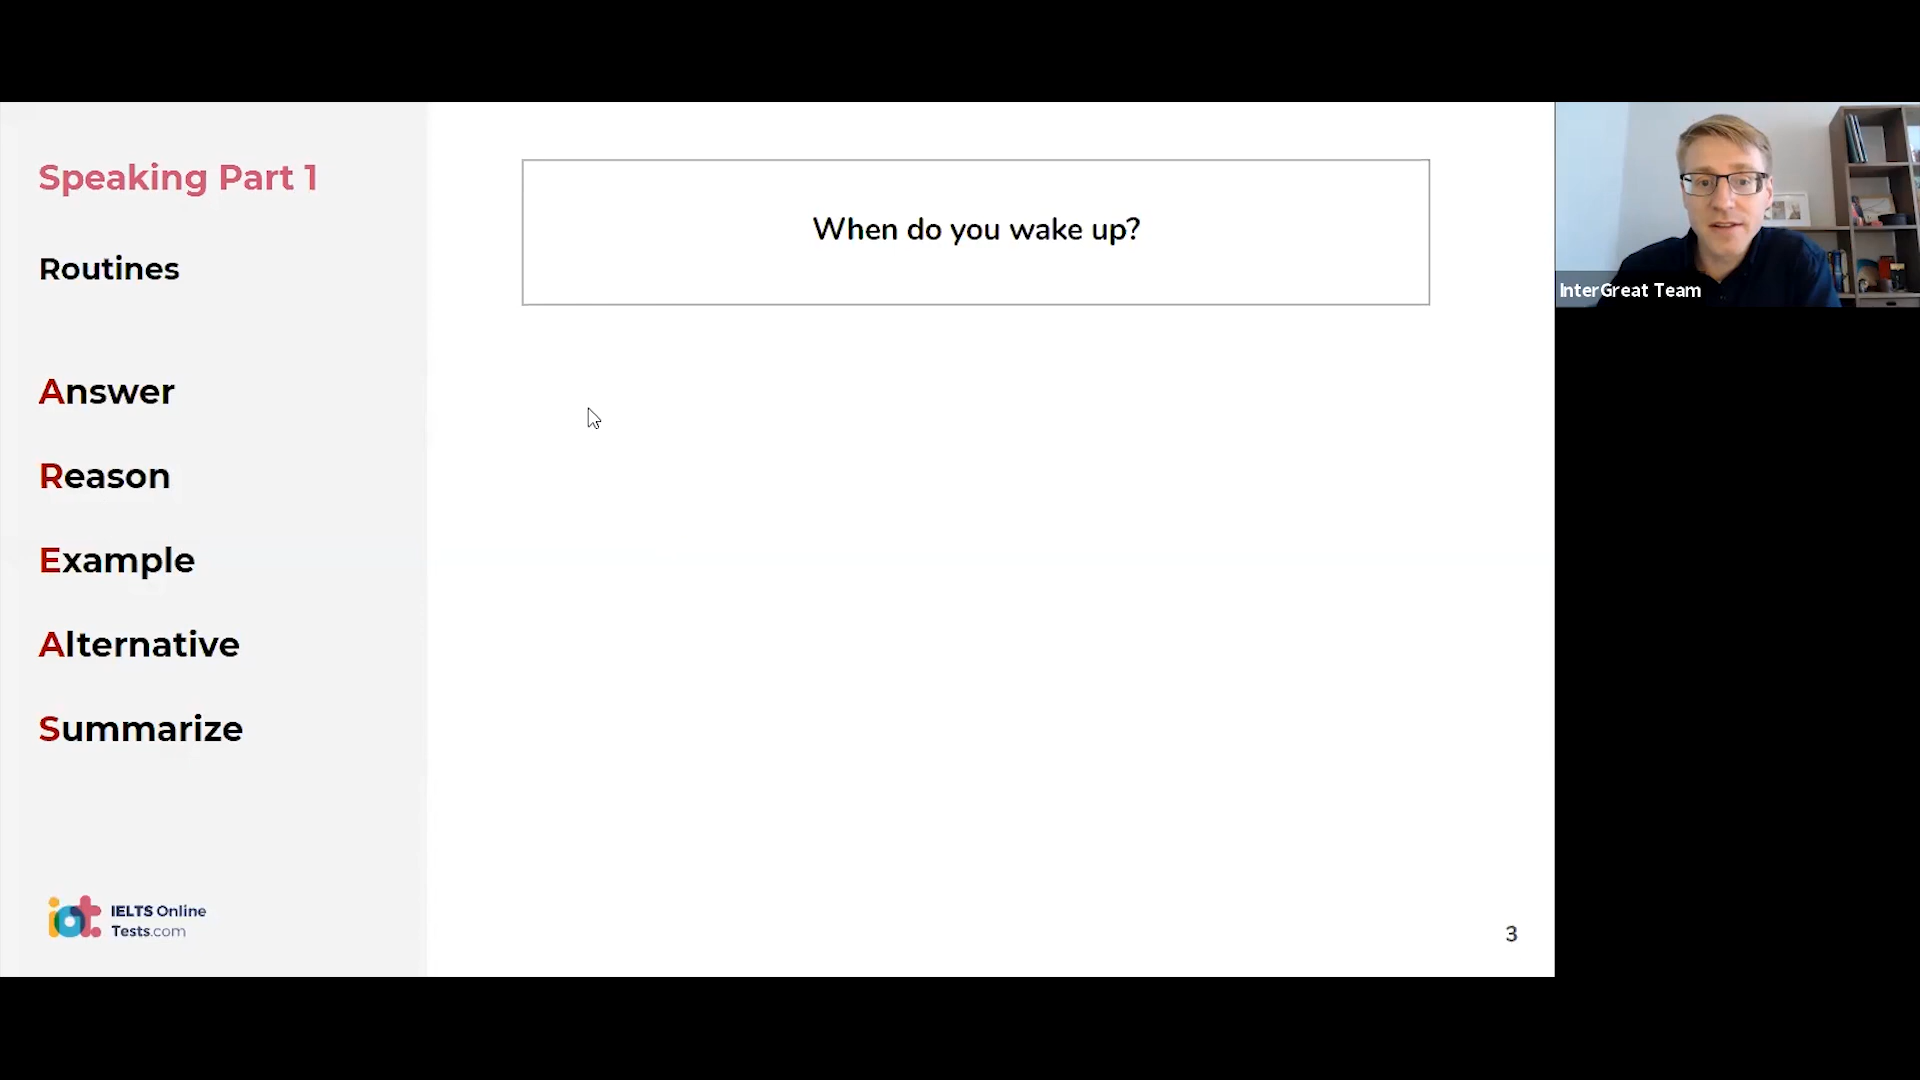 Speaking Part 1
Routines
Answer
Reason
Example
Alternative
Summarize
IELTS Online
Tests.com
When do you wake up?
3
InterGreat Team
iot